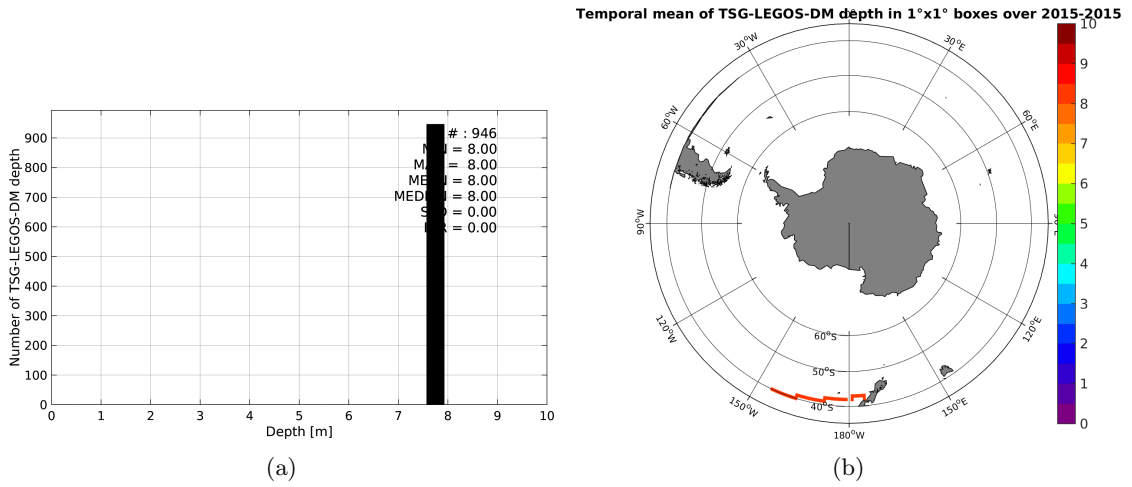 Temporal mean of TSG-LEGOS-DM depth in 1°x1° boxes over 2015-2015
Number of TSG-LEGOS-DM depth
900
800
700
600
500
400
300
200
100
0
# : 946
= 8.00
= 8.00
= 8.00
= 8.00
= 0.00
= 0.00
0 1 2 3 4 5 6 7 8 9 10
Depth [m]
(a)
30°W
30°E
60°W
60°E
90°W
120°W
120°E
150°W
150°E
180°W
60°S
50°S
40°S
10
9
8
7
6
5
4
3
2
1
0
(b)